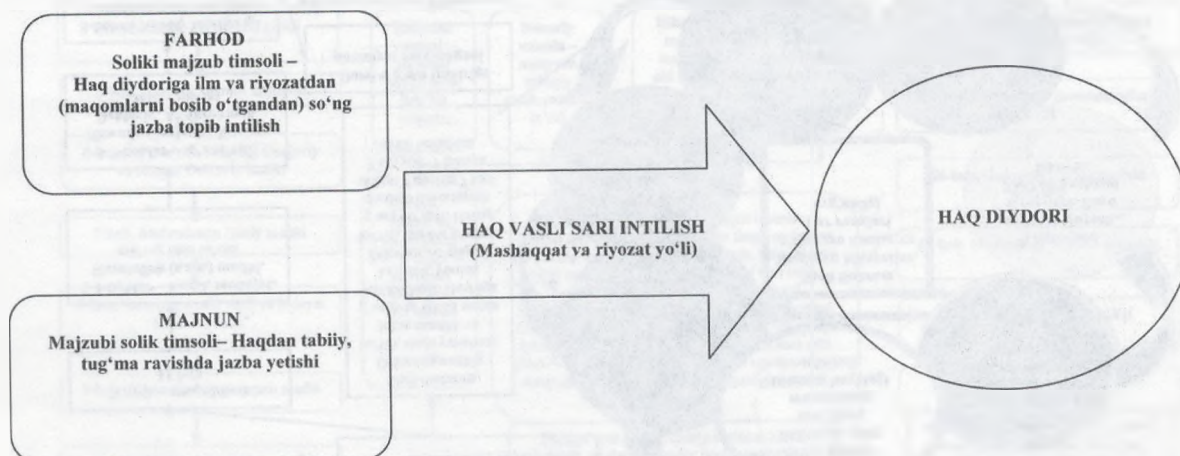 FARHOD
Soliki majzub timsoli –
Haq diydoriga ilm va riyozatdan
(maqomlarni bosib o‘tgandan) so‘ng
jazba topib intilish
HAQ VASLI SARI INTILISH
(Mashaqqat va riyozat yo‘li)
HAQ DIYDORI
MAJNUN
Majzubi solik timsoli– Haqdan tabiiy,
tug‘ma ravishda jazba yetishi